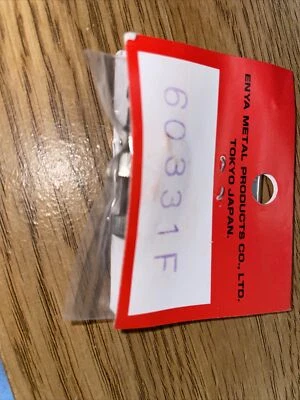 ENYA METAL PRODUCTS CO., LTD.
TOKYO JAPAN.
60331F